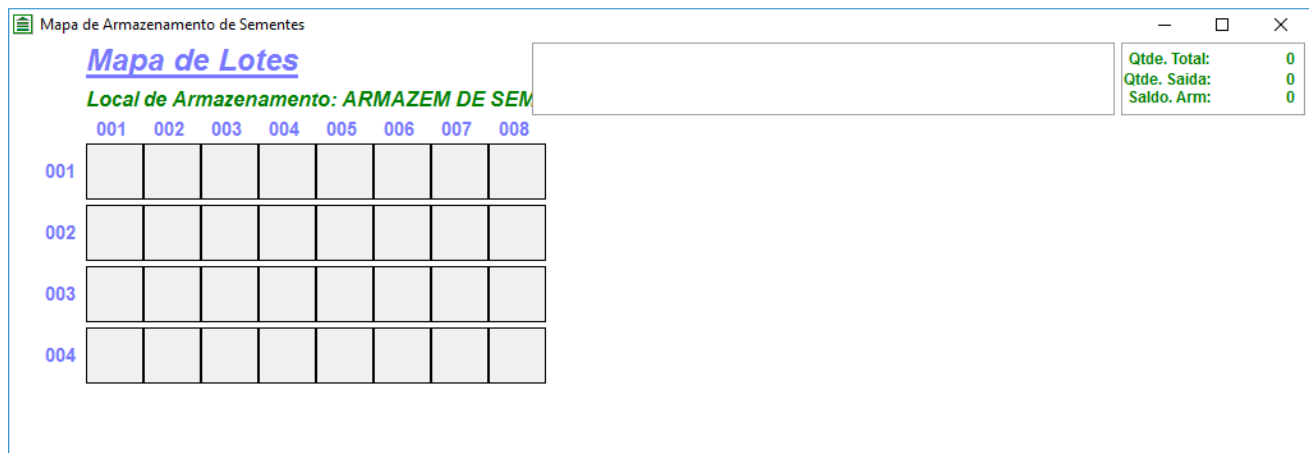 Mapa de Armazenamento de Sementes
Mapa de Lotes
Local de Armazenamento: ARMAZEM DE SEM
Qtde. Total: 0
Qtde. Saida: 0
Saldo. Arm: 0
001 002 003 004 005 006 007 008
001
002
003
004